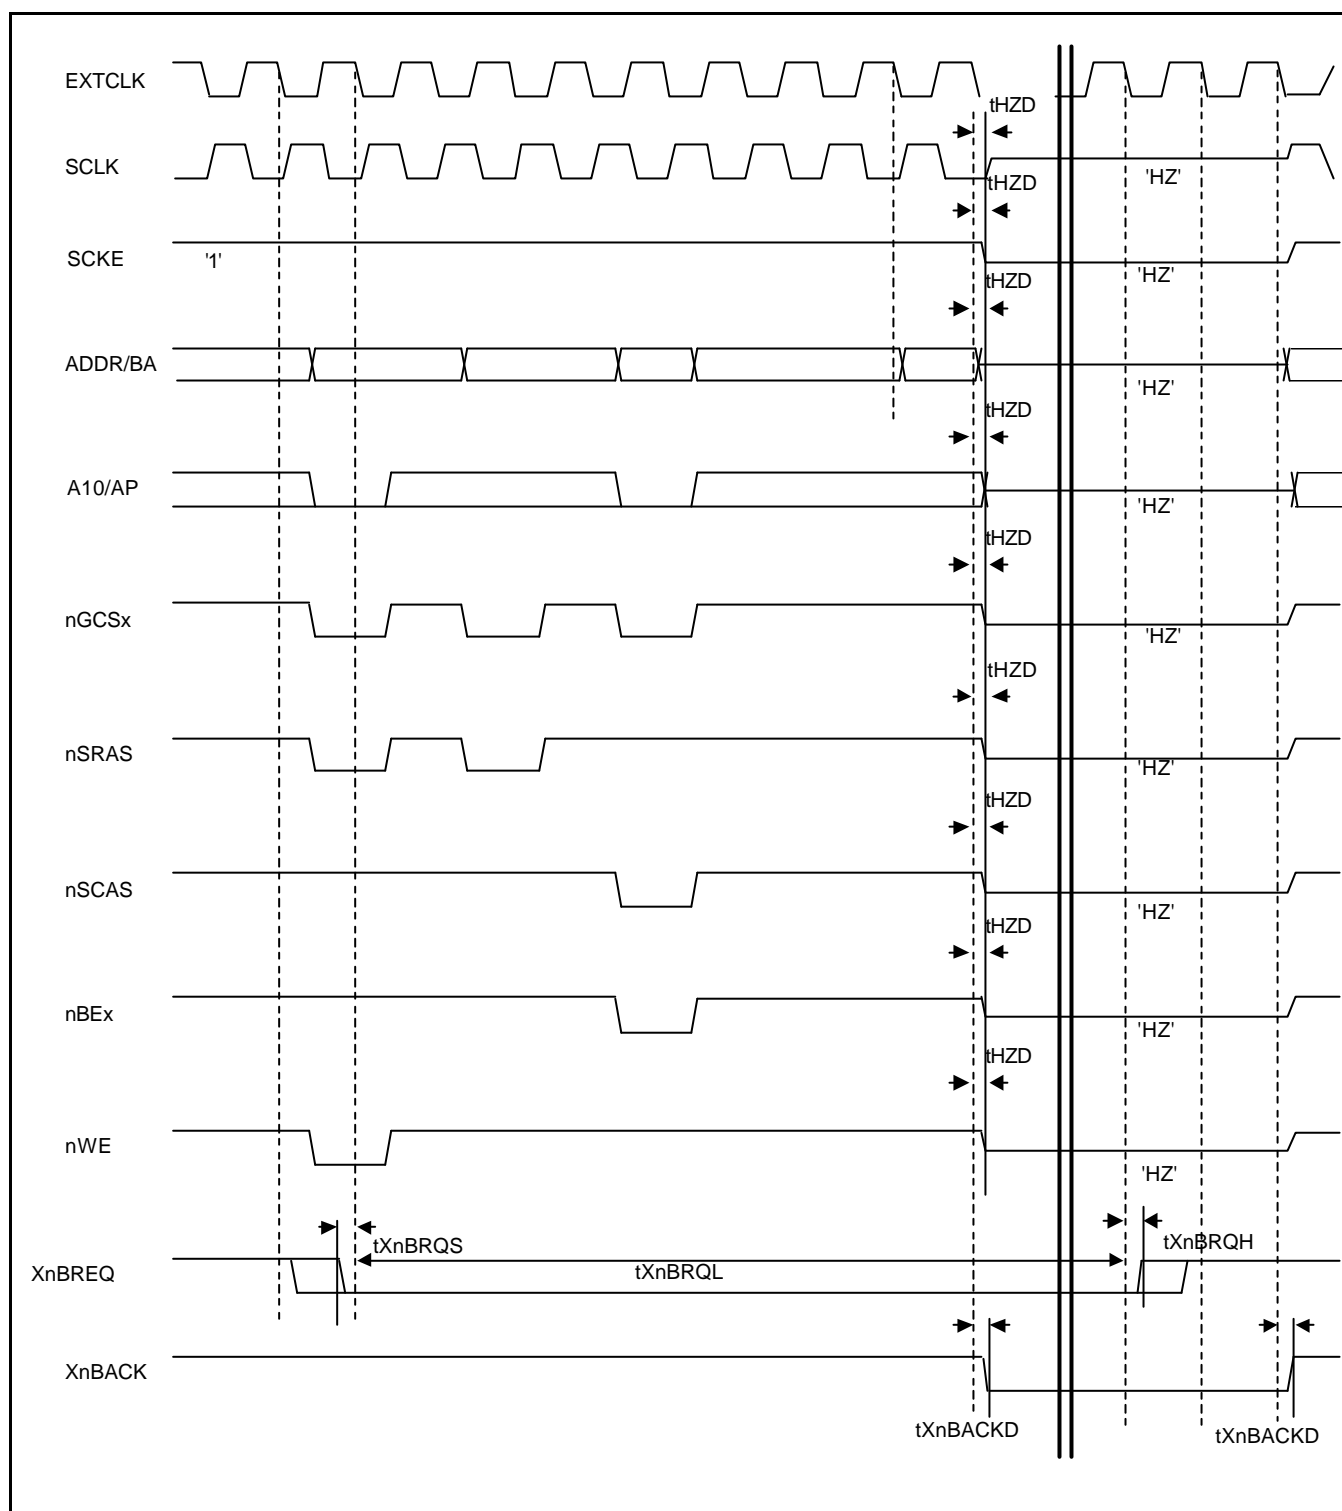 EXTCLK
tHZD
SCLK
'HZ'
tHZD
SCKE
'1'
'HZ'
tHZD
ADDR/BA
'HZ'
tHZD
A10/AP
'HZ'
tHZD
nGCSx
'HZ'
tHZD
nSRAS
'HZ'
tHZD
nSCAS
'HZ'
tHZD
nBEx
'HZ'
tHZD
nWE
'HZ'
tXnBRQS
tXnBRQH
XnBREQ
tXnBRQL
XnBACK
tXnBACKD
tXnBACKD